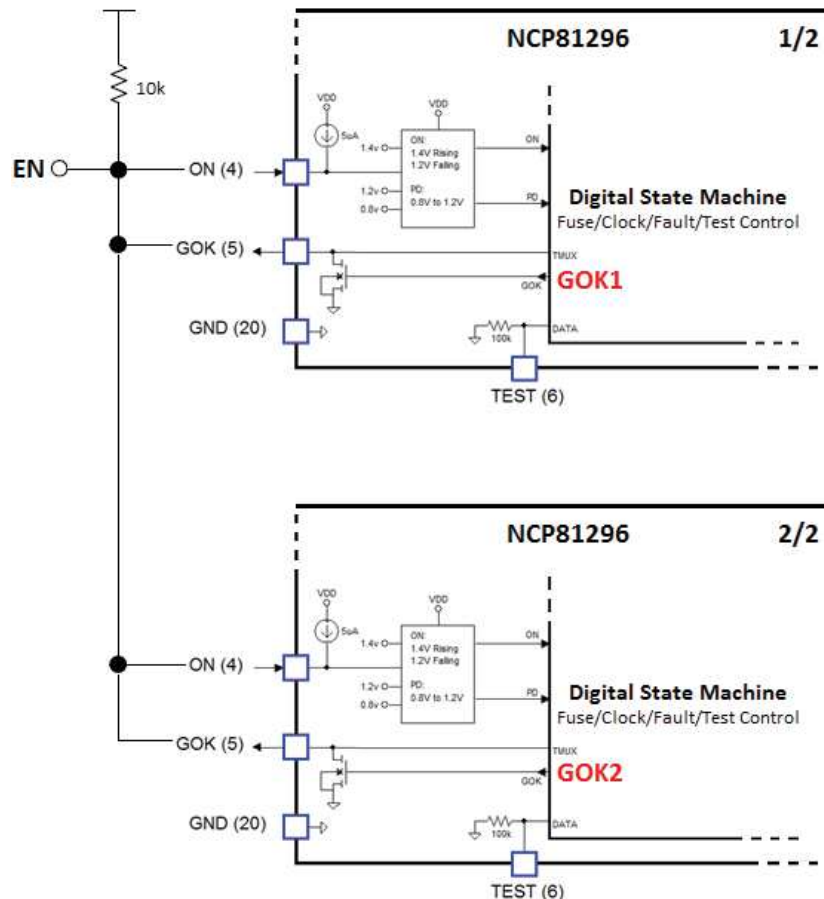 NCP81296 1/2
10k
VDD
VDD
5uA
1.4v
ON:
1.4V Rising
1.2V Falling
ON
EN
ON (4)
1.2v
0.8v
PD:
0.8V to 1.2V
PD
Digital State Machine
Fuse/Clock/Fault/Test Control
GOK (5)
TMUX
GOK
GOK1
GND (20)
100k
DATA
TEST (6)
NCP81296 2/2
VDD
VDD
5uA
1.4v
ON:
1.4V Rising
1.2V Falling
ON
ON (4)
1.2v
0.8v
PD:
0.8V to 1.2V
PD
Digital State Machine
Fuse/Clock/Fault/Test Control
GOK (5)
TMUX
GOK
GOK2
GND (20)
100k
DATA
TEST (6)